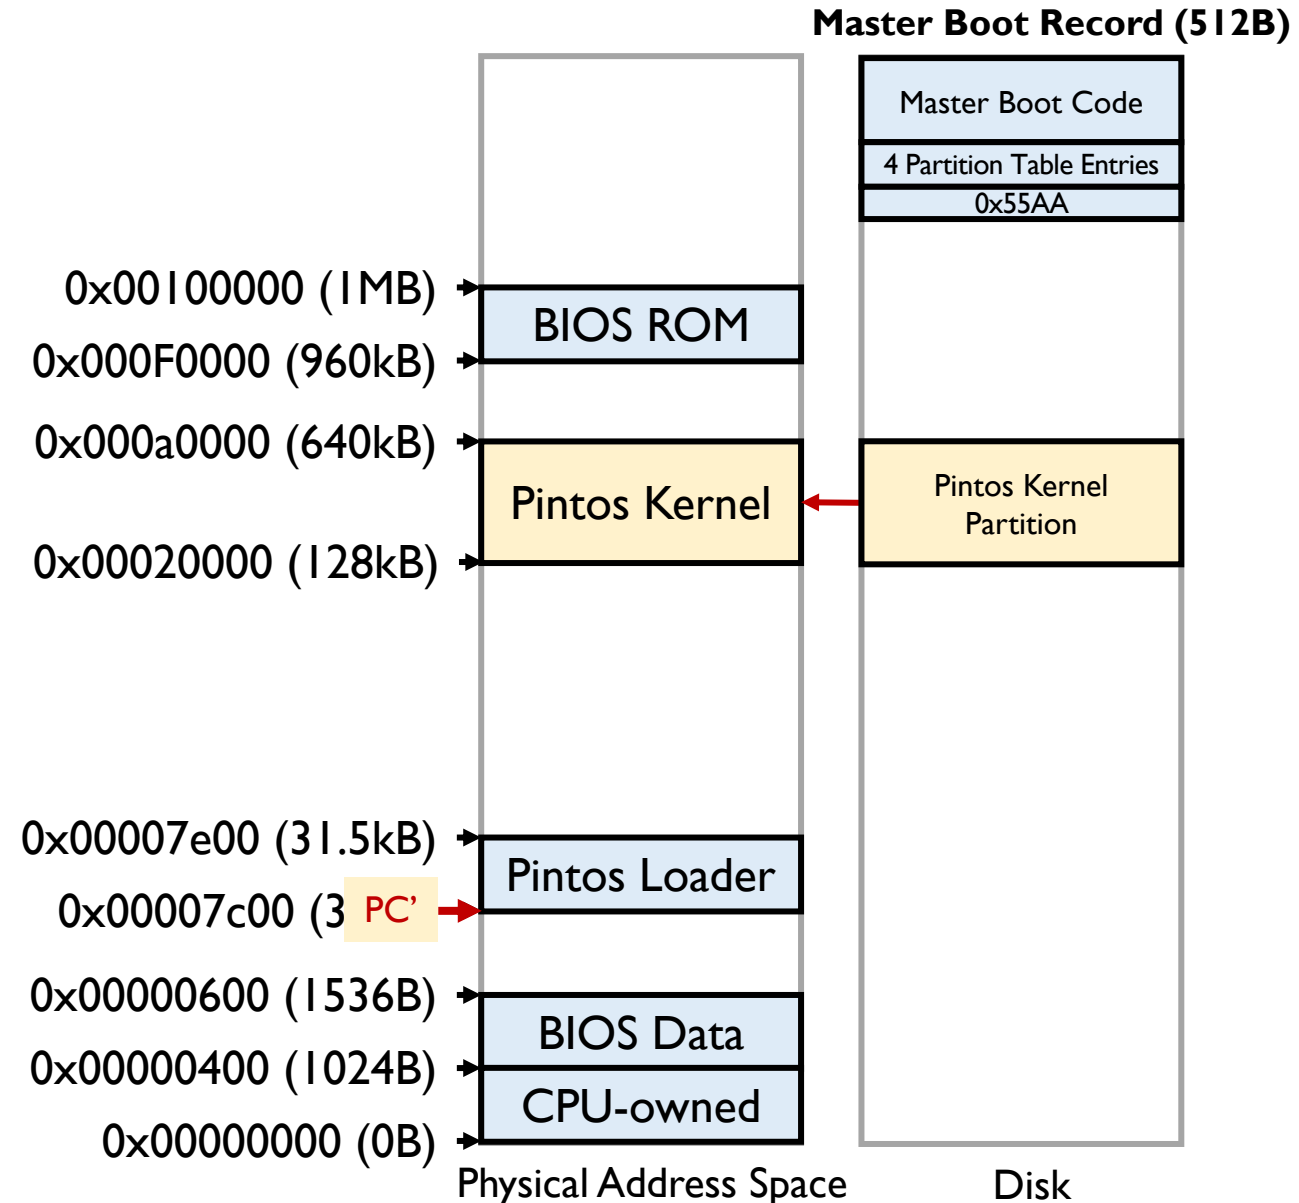 Master Boot Record (512B)
Master Boot Code
4 Partition Table Entries
0x55AA
0x00100000 (1MB)
BIOS ROM
0x000F0000 (960kB)
0x000a0000 (640kB)
Pintos Kernel
Pintos Kernel
Partition
0x00020000 (128kB)
0x00007e00 (31.5kB)
Pintos Loader
0x00007c00 (3
PC’
0x00000600 (1536B)
BIOS Data
0x00000400 (1024B)
CPU-owned
0x00000000 (0B)
Physical Address Space
Disk